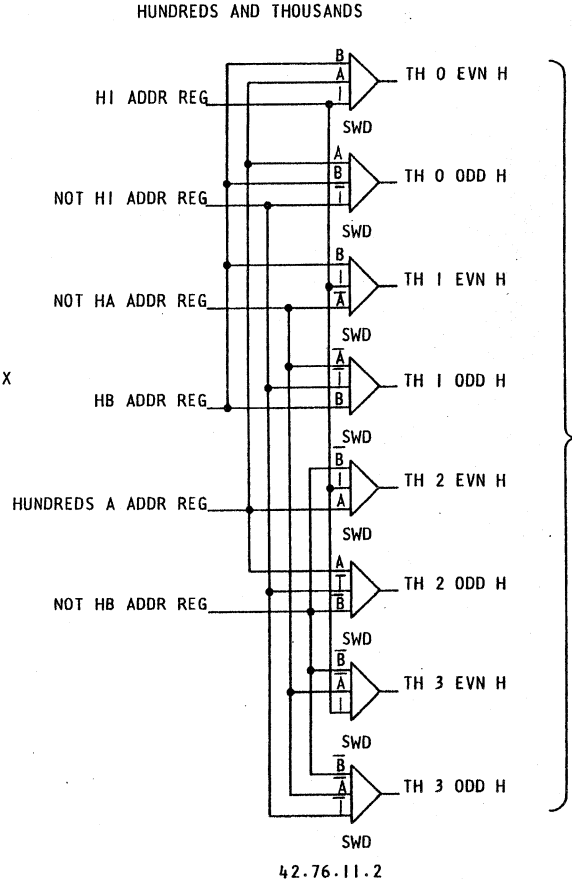 HUNDREDS AND THOUSANDS
B
A TH 0 EVN H
HI ADDR REG I
SWD
A
B TH 0 ODD H
NOT HI ADDR REG I̅
SWD
B
I TH 1 EVN H
NOT HA ADDR REG A̅
SWD
A̅
X I̅ TH 1 ODD H
HB ADDR REG B
SWD
B̅
I TH 2 EVN H
HUNDREDS A ADDR REG A
SWD
A
I̅ TH 2 ODD H
NOT HB ADDR REG B̅
SWD
B̅
A̅ TH 3 EVN H
I
SWD
B̅
A̅ TH 3 ODD H
I̅
SWD
42.76.11.2